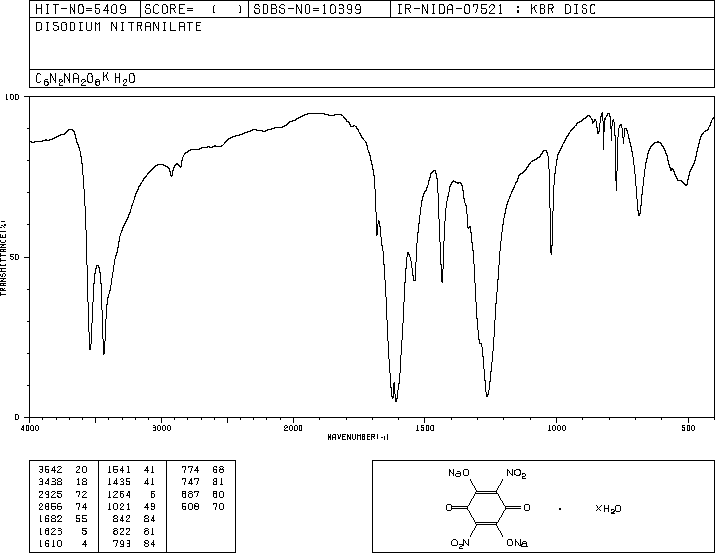 HIT-NO=5409 SCORE= ( ) SDBS-NO=10399 IR-NIDA-07521 : KBR DISC
DISODIUM NITRANILATE
C6N2NA2O8·X H2O
100
50
0
TRANSMITTANCE(%)
4000 3000 2000 1500 1000 500
WAVENUMBER(-1)
3542 20 1541 41 774 68
3438 18 1435 41 747 81
2925 72 1264 6 687 60
2866 74 1021 49 508 70
1682 55 842 84
1623 5 822 81
1610 4 793 84
NaO NO2
O O · XH2O
O2N ONa